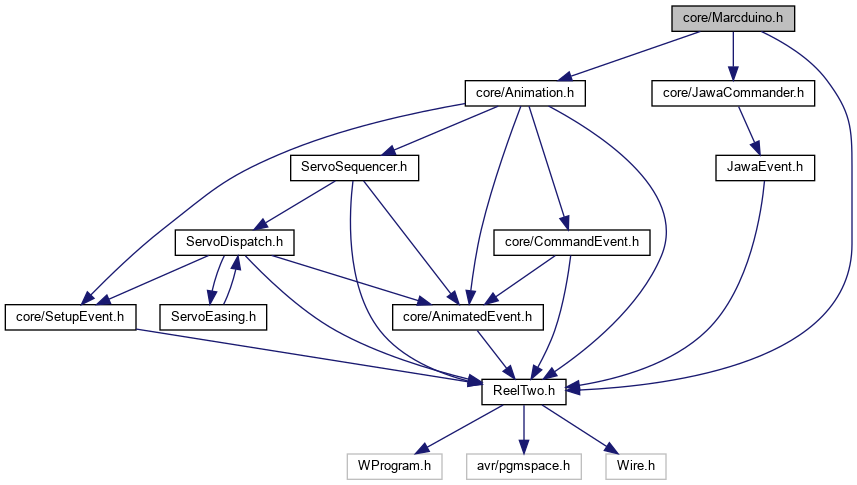 core/Marcduino.h
core/Animation.h
core/JawaCommander.h
ServoSequencer.h
JawaEvent.h
ServoDispatch.h
core/CommandEvent.h
core/SetupEvent.h
ServoEasing.h
core/AnimatedEvent.h
ReelTwo.h
WProgram.h
avr/pgmspace.h
Wire.h